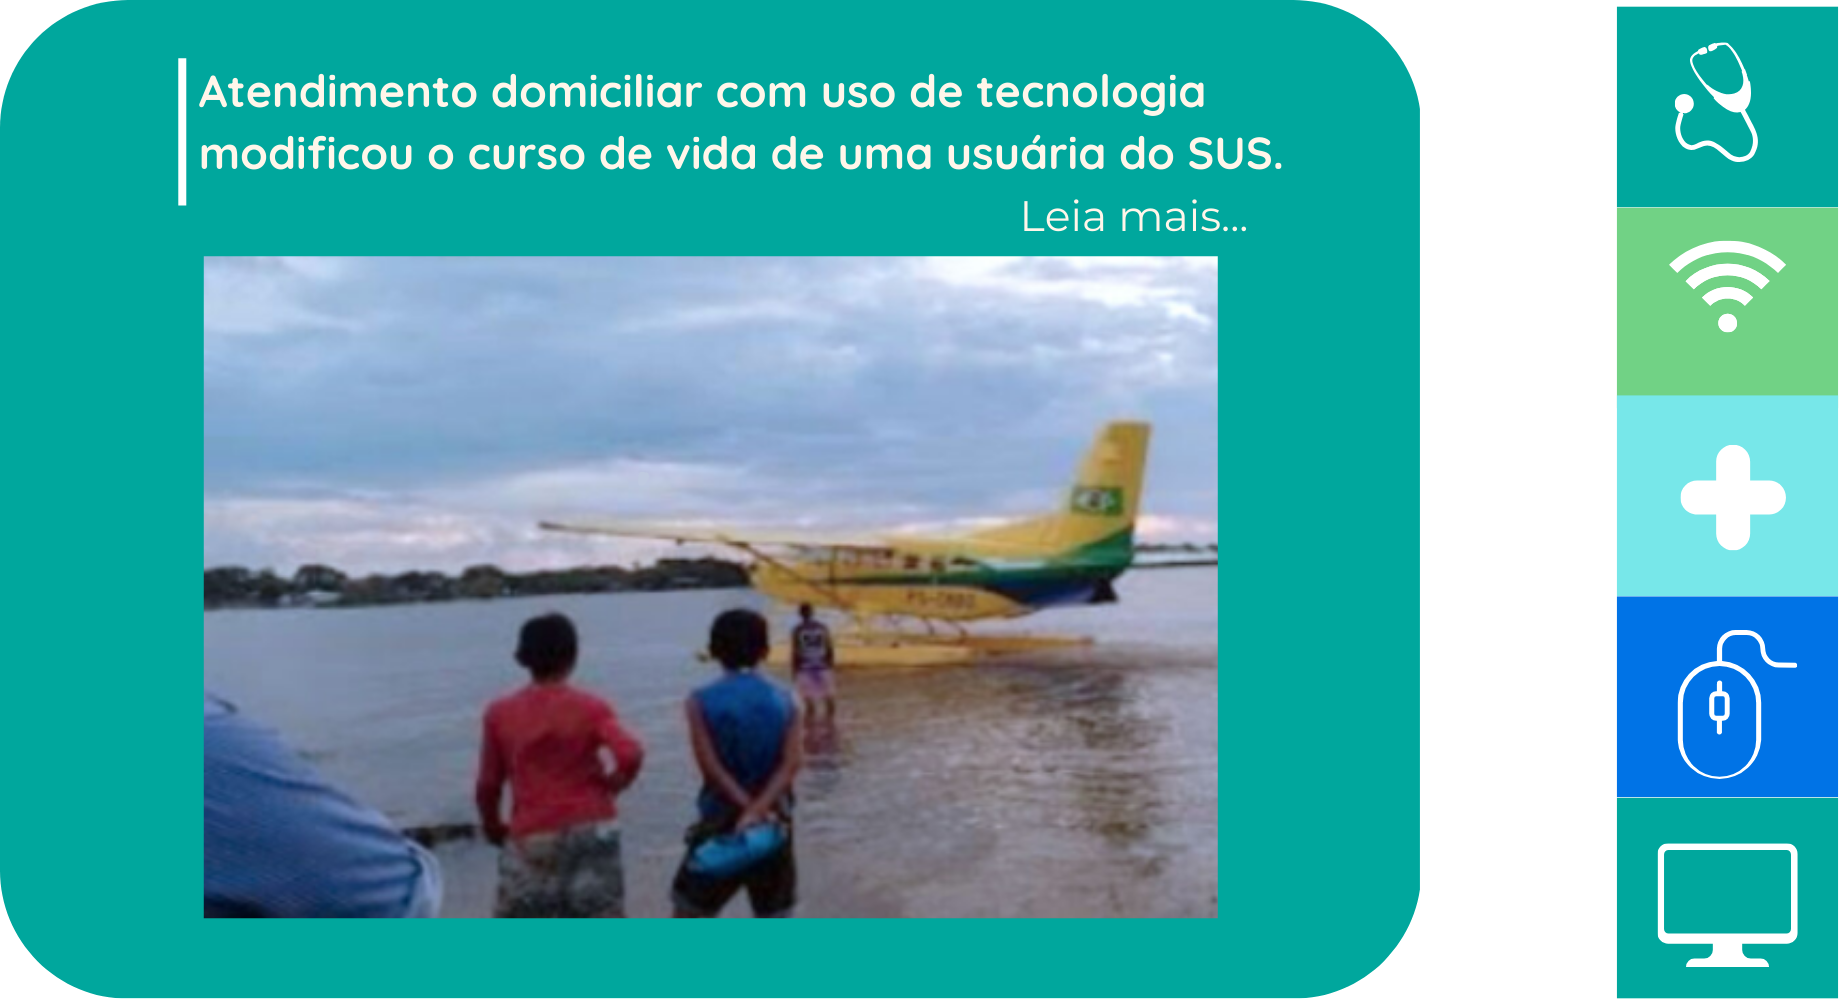 Atendimento domiciliar com uso de tecnologia
modificou o curso de vida de uma usuária do SUS.
Leia mais...